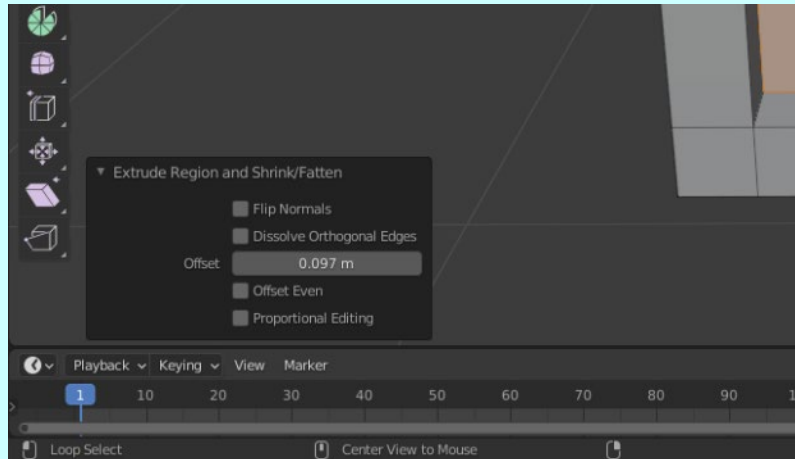 Extrude Region and Shrink/Fatten
Flip Normals
Dissolve Orthogonal Edges
Offset 0.097 m
Offset Even
Proportional Editing
Playback Keying View Marker
1 10 20 30 40 50 60 70 80 90 1
Loop Select Center View to Mouse